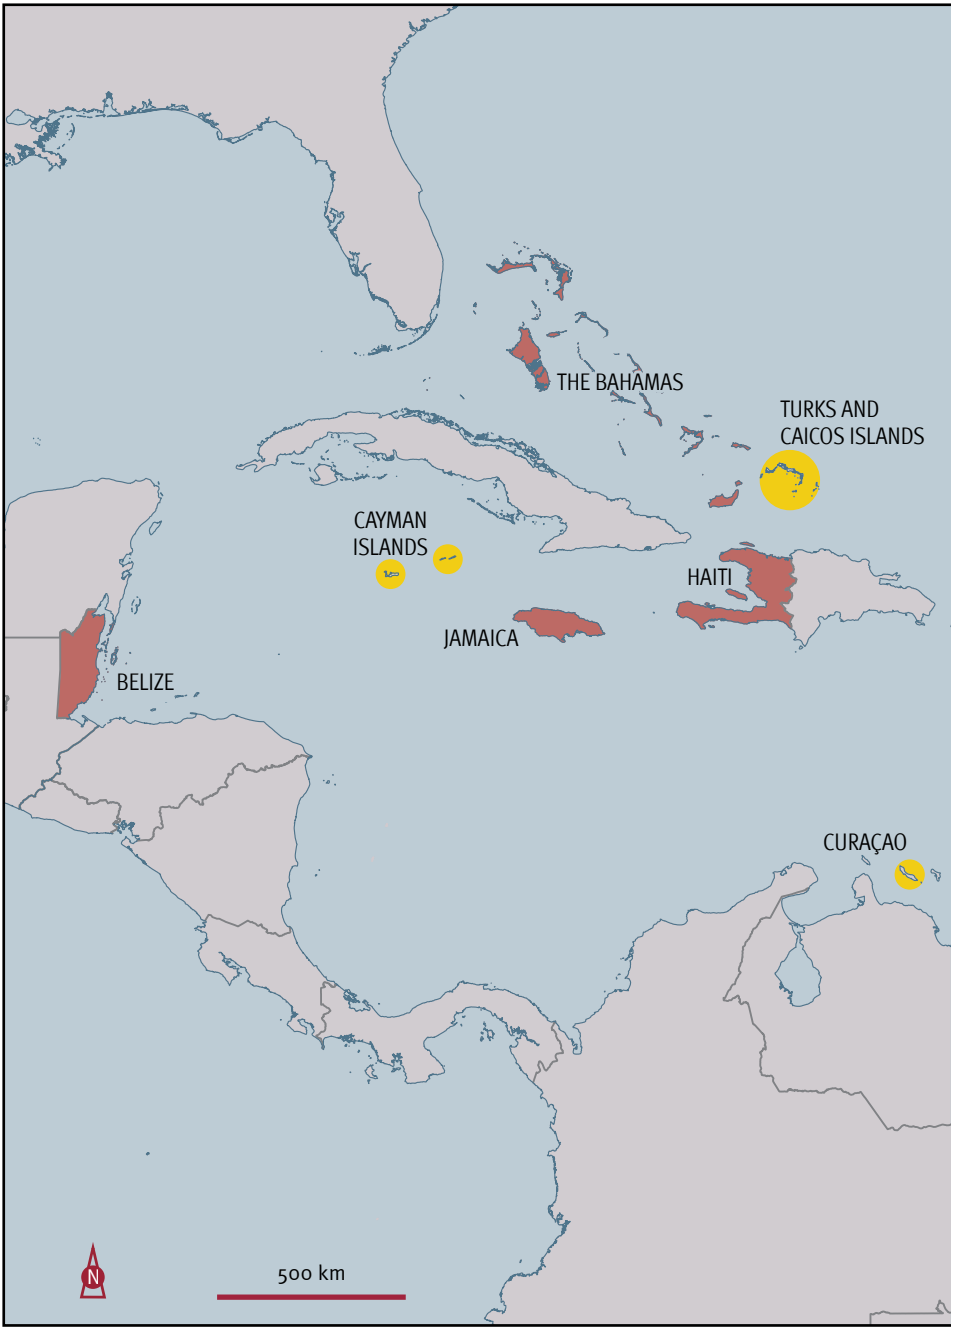 THE BAHAMAS
TURKS AND
CAICOS ISLANDS
CAYMAN
ISLANDS
HAITI
JAMAICA
BELIZE
CURAÇAO
N
500 km